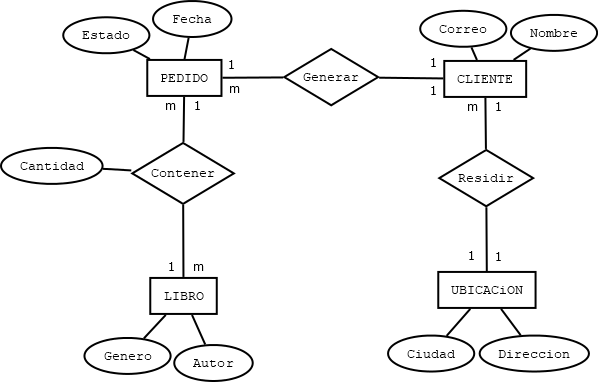 Fecha
Estado
Correo
Nombre
1
PEDIDO
m
Generar
1
1
CLIENTE
m 1
m 1
Cantidad
Contener
Residir
1 m
1 1
LIBRO
UBICACiON
Genero
Autor
Ciudad
Direccion